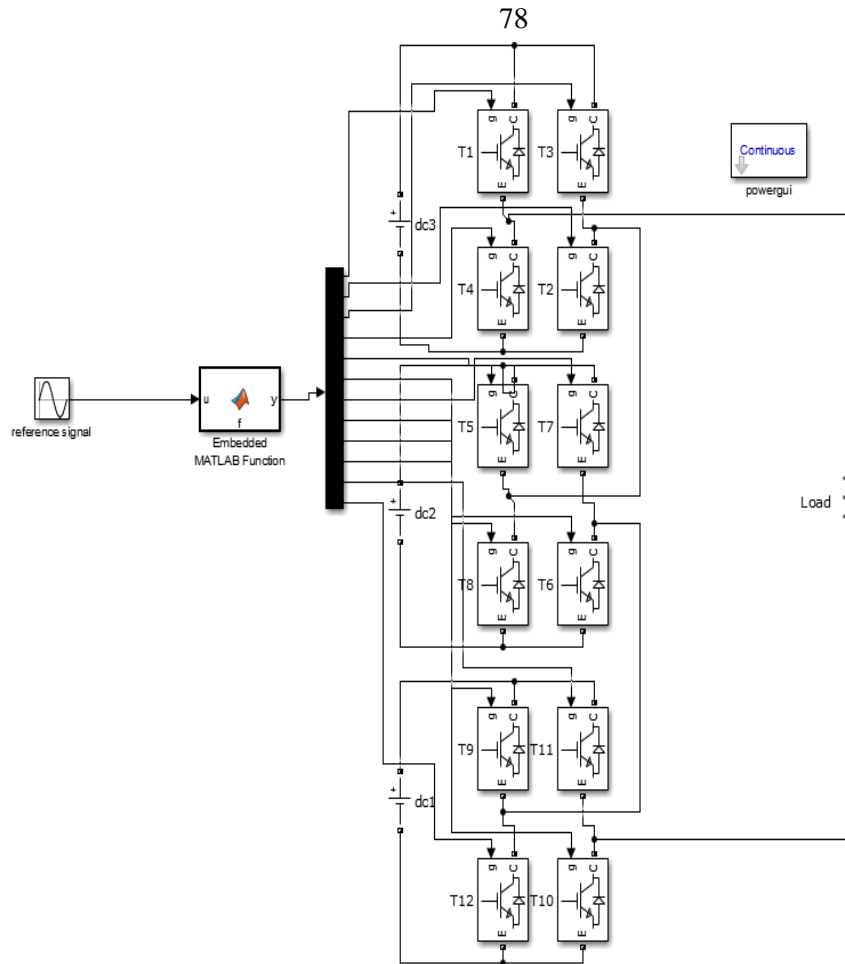 78
g C
E
T1
g C
E
T3
Continuous
powergui
+
dc3
g C
E
T4
g C
E
T2
reference signal
u y
f
Embedded
MATLAB Function
g C
E
T5
g C
E
T7
Load
+
dc2
g C
E
T8
g C
E
T6
g C
E
T9
g C
E
T11
+
dc1
g C
E
T12
g C
E
T10